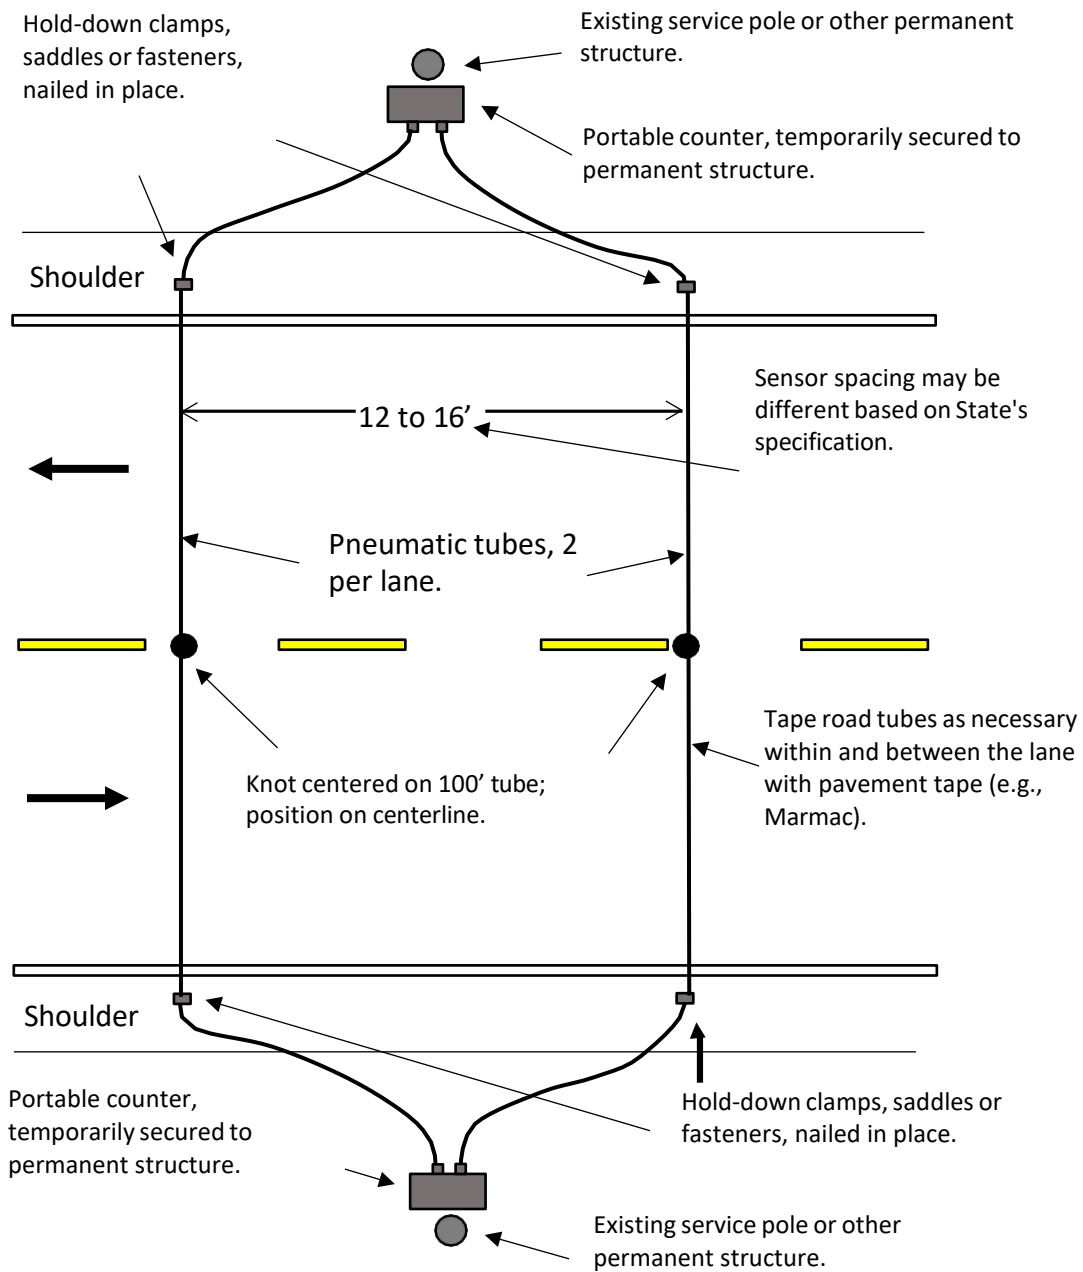 Hold-down clamps,
saddles or fasteners,
nailed in place.
Existing service pole or other permanent
structure.
Portable counter, temporarily secured to
permanent structure.
Shoulder
12 to 16’
Sensor spacing may be
different based on State's
specification.
Pneumatic tubes, 2
per lane.
Tape road tubes as necessary
within and between the lane
with pavement tape (e.g.,
Marmac).
Knot centered on 100’ tube;
position on centerline.
Shoulder
Portable counter,
temporarily secured to
permanent structure.
Hold-down clamps, saddles or
fasteners, nailed in place.
Existing service pole or other
permanent structure.